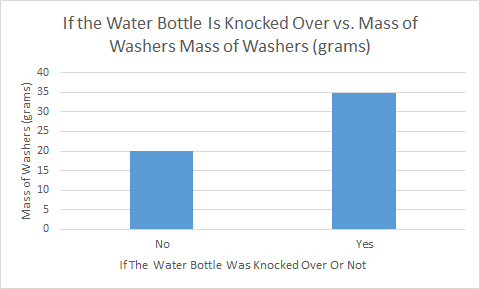 If the Water Bottle Is Knocked Over vs. Mass of
Washers Mass of Washers (grams)
Mass of Washers (grams)
40
35
30
25
20
15
10
5
0
No
Yes
If The Water Bottle Was Knocked Over Or Not